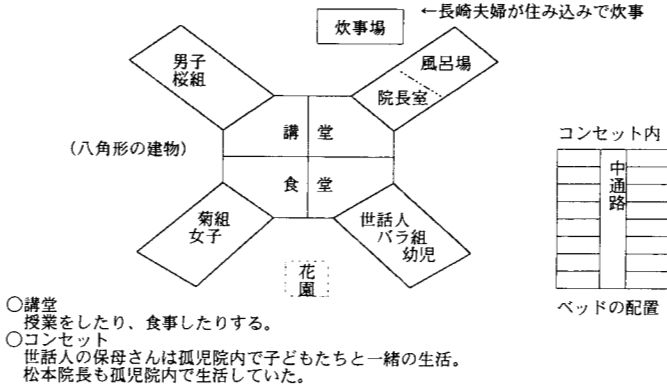 ←長崎夫婦が住み込みで炊事
炊事場
男子
桜組
風呂場
院長室
講堂
(八角形の建物)
食堂
菊組
女子
世話人
バラ組
幼児
花園
コンセット内
中通路
ベッドの配置
○講堂
授業をしたり、食事したりする。
○コンセット
世話人の保母さんは孤児院内で子どもたちと一緒の生活。
松本院長も孤児院内で生活していた。